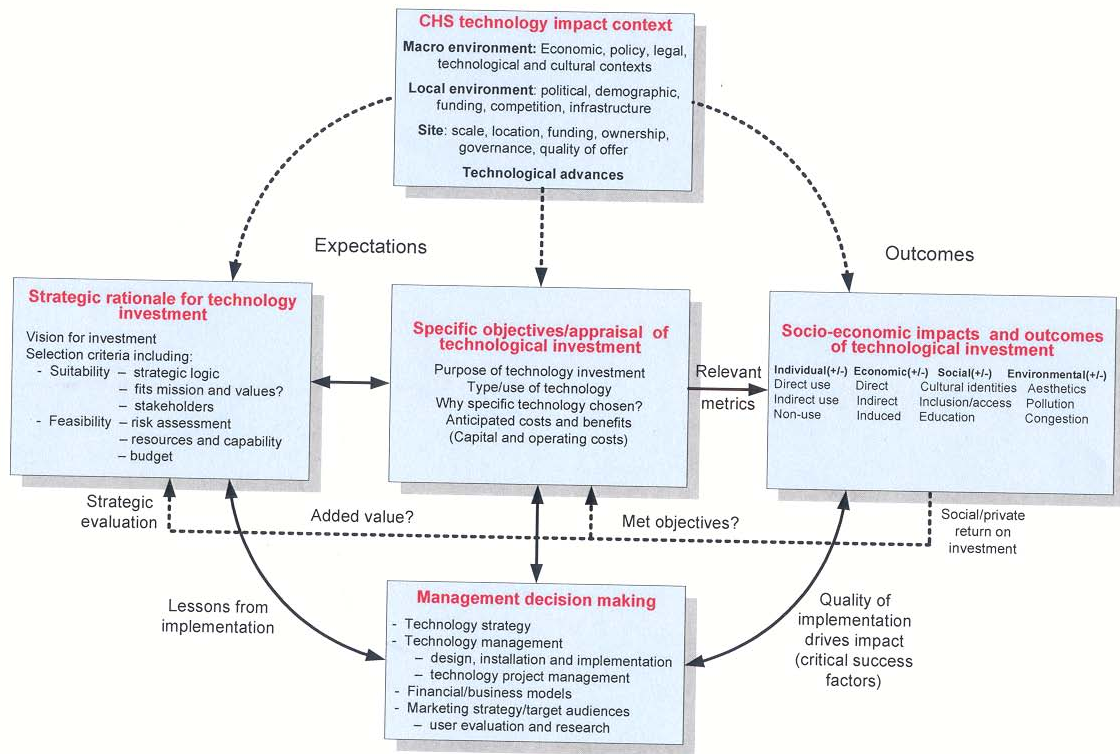 CHS technology impact context
Macro environment: Economic, policy, legal,
technological and cultural contexts
Local environment: political, demographic,
funding, competition, infrastructure
Site: scale, location, funding, ownership,
governance, quality of offer
Technological advances
Expectations
Outcomes
Strategic rationale for technology
investment
Vision for investment
Selection criteria including:
- Suitability – strategic logic
– fits mission and values?
– stakeholders
- Feasibility – risk assessment
– resources and capability
– budget
Specific objectives/appraisal of
technological investment
Purpose of technology investment
Type/use of technology
Why specific technology chosen?
Anticipated costs and benefits
(Capital and operating costs)
Relevant
metrics
Socio-economic impacts and outcomes
of technological investment
Individual(+/-) Economic(+/-) Social(+/-) Environmental(+/-)
Direct use Direct Cultural identities Aesthetics
Indirect use Indirect Inclusion/access Pollution
Non-use Induced Education Congestion
Strategic
evaluation
Added value?
Met objectives?
Social/private
return on
investment
Lessons from
implementation
Management decision making
- Technology strategy
- Technology management
– design, installation and implementation
– technology project management
- Financial/business models
- Marketing strategy/target audiences
– user evaluation and research
Quality of
implementation
drives impact
(critical success
factors)